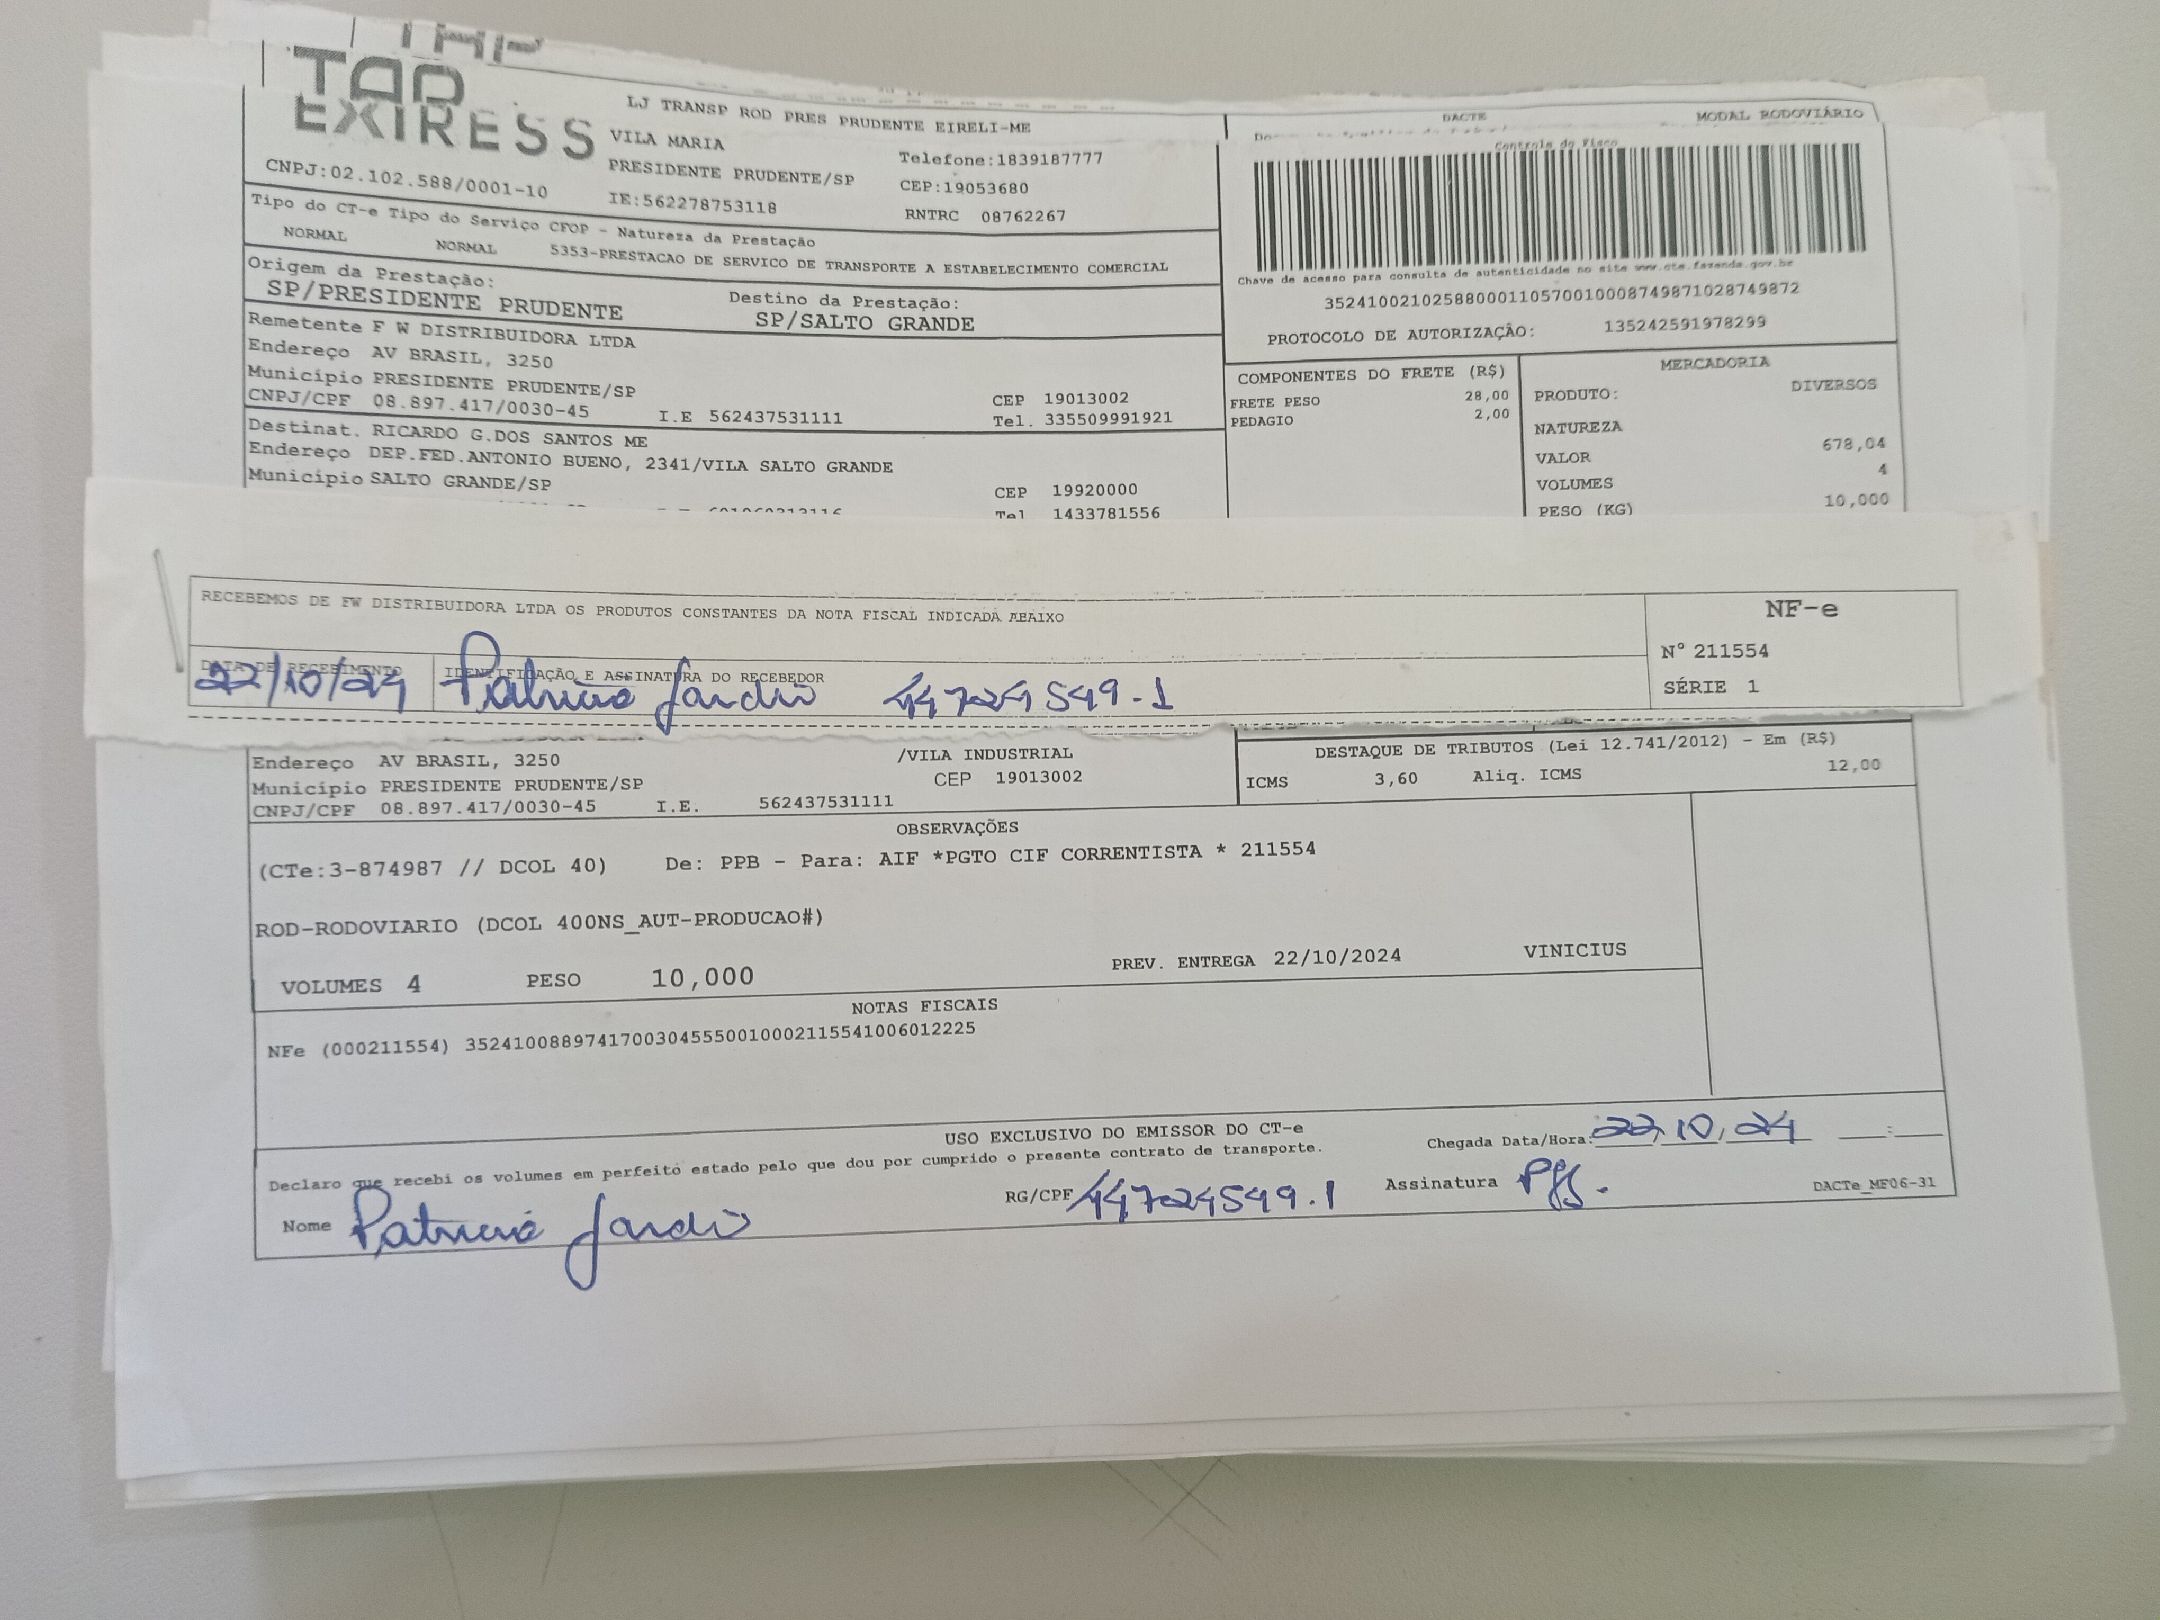 TAP
TAP
EXPRESS
LJ TRANSP ROD PRES PRUDENTE EIRELI-ME
VILA MARIA
Telefone:1839187777
PRESIDENTE PRUDENTE/SP
CEP:19053680
CNPJ:02.102.588/0001-10
IE:562278753118
RNTRC 08762267
DACTE
MODAL RODOVIÁRIO
Controle do Fisco
Chave de acesso para consulta de autenticidade no site www.cte.fazenda.gov.br
35241002102588000110570010008749871028749872
PROTOCOLO DE AUTORIZAÇÃO: 135242591978299
Tipo do CT-e Tipo do Serviço CFOP - Natureza da Prestação
NORMAL NORMAL 5353-PRESTACAO DE SERVICO DE TRANSPORTE A ESTABELECIMENTO COMERCIAL
Origem da Prestação: Destino da Prestação:
SP/PRESIDENTE PRUDENTE SP/SALTO GRANDE
Remetente F W DISTRIBUIDORA LTDA
Endereço AV BRASIL, 3250
Município PRESIDENTE PRUDENTE/SP CEP 19013002
CNPJ/CPF 08.897.417/0030-45 I.E 562437531111 Tel. 335509991921
Destinat. RICARDO G.DOS SANTOS ME
Endereço DEP.FED.ANTONIO BUENO, 2341/VILA SALTO GRANDE
Município SALTO GRANDE/SP CEP 19920000
Tel 1433781556
COMPONENTES DO FRETE (R$)
FRETE PESO 28,00
PEDAGIO 2,00
MERCADORIA
PRODUTO: DIVERSOS
NATUREZA
VALOR 678,04
VOLUMES 4
PESO (KG) 10,000
RECEBEMOS DE FW DISTRIBUIDORA LTDA OS PRODUTOS CONSTANTES DA NOTA FISCAL INDICADA ABAIXO
NF-e
Nº 211554
SÉRIE 1
DATA DE RECEBIMENTO IDENTIFICAÇÃO E ASSINATURA DO RECEBEDOR
22/10/24 Patricia 44724549-1
Endereço AV BRASIL, 3250 /VILA INDUSTRIAL
Município PRESIDENTE PRUDENTE/SP CEP 19013002
CNPJ/CPF 08.897.417/0030-45 I.E. 562437531111
DESTAQUE DE TRIBUTOS (Lei 12.741/2012) - Em (R$)
ICMS 3,60 Aliq. ICMS 12,00
OBSERVAÇÕES
(CTe:3-874987 // DCOL 40) De: PPB - Para: AIF *PGTO CIF CORRENTISTA * 211554
ROD-RODOVIARIO (DCOL 400NS_AUT-PRODUCAO#)
VOLUMES 4 PESO 10,000 PREV. ENTREGA 22/10/2024 VINICIUS
NOTAS FISCAIS
NFe (000211554) 35241008897417003045550010002115541006012225
USO EXCLUSIVO DO EMISSOR DO CT-e
Chegada Data/Hora: 22/10/24 __:__
Declaro que recebi os volumes em perfeito estado pelo que dou por cumprido o presente contrato de transporte.
Nome Patricia RG/CPF 44724549.1 Assinatura
DACTe_MF06-31